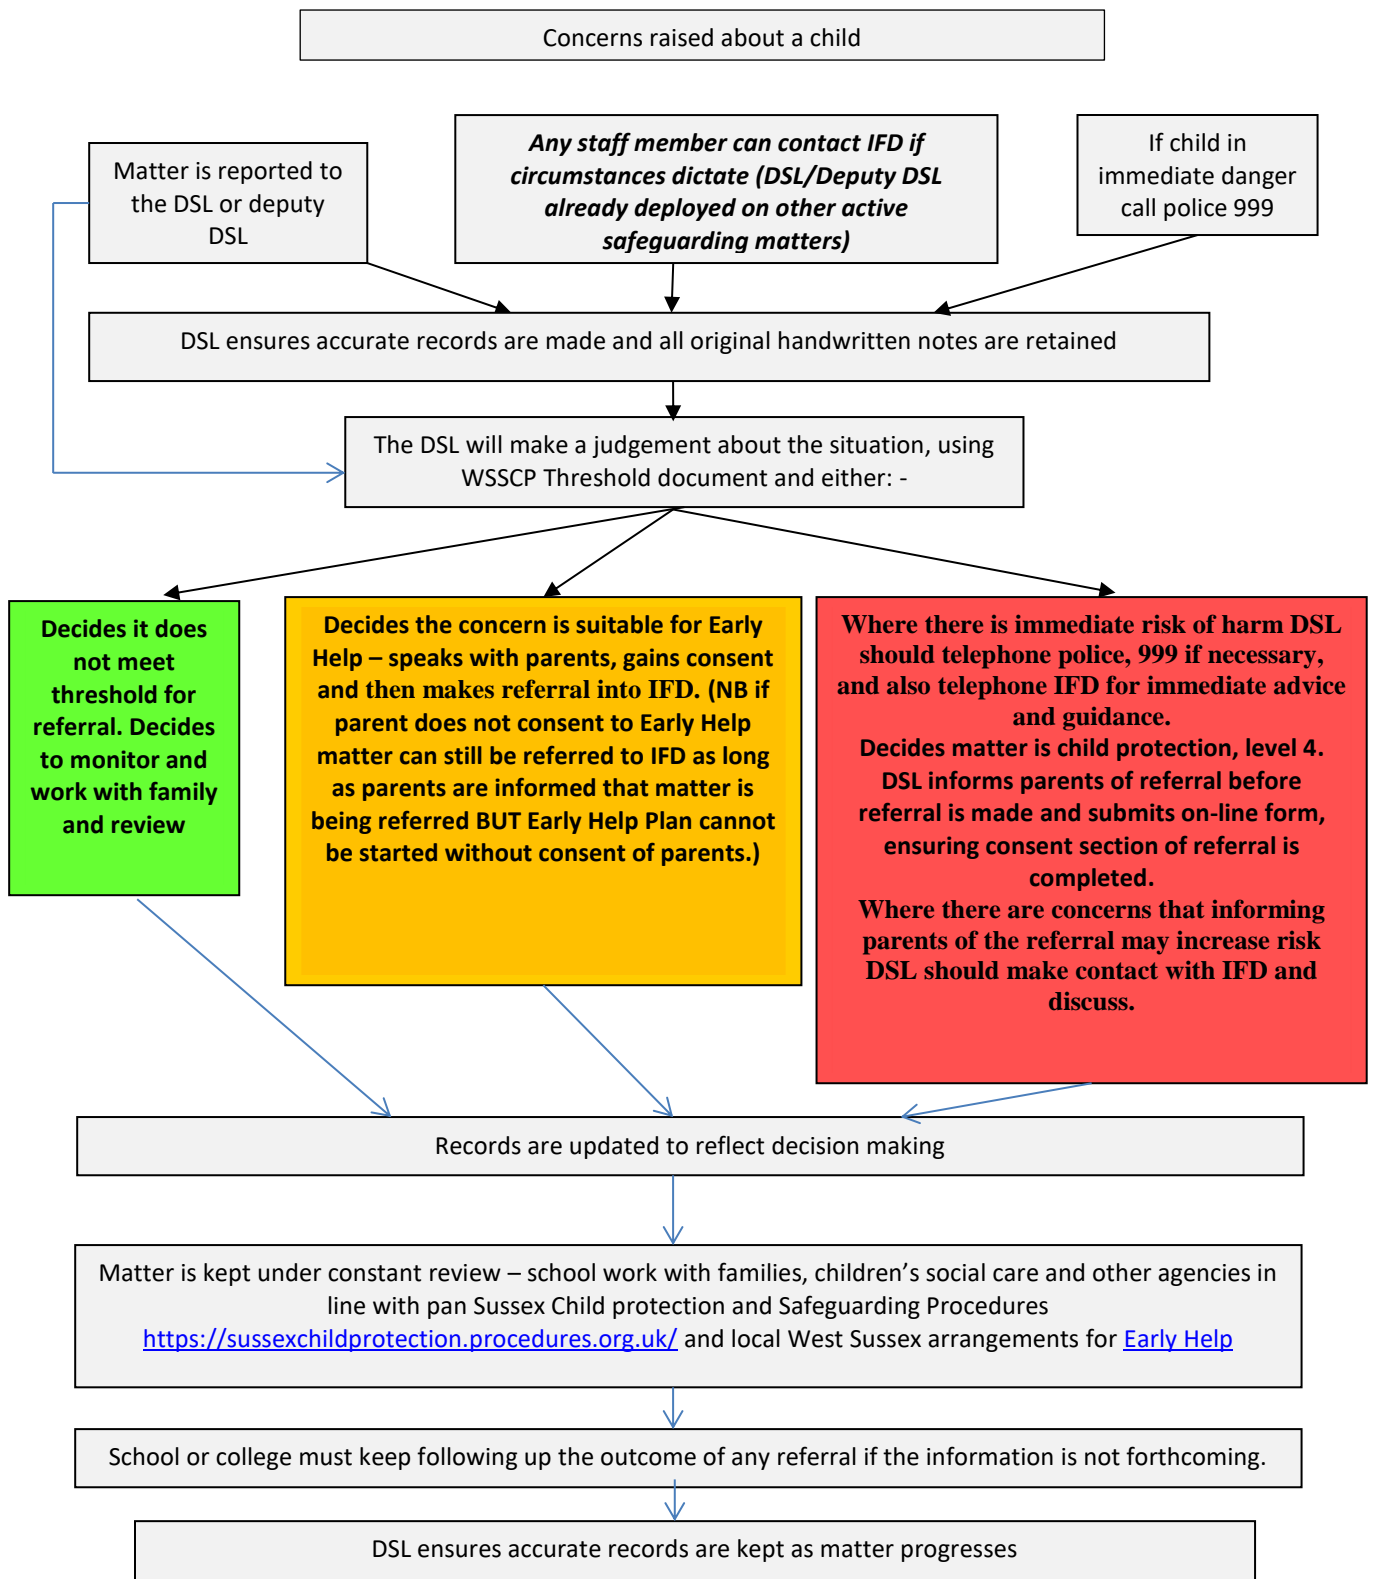 Concerns raised about a child
Matter is reported to
the DSL or deputy
DSL
Any staff member can contact IFD if
circumstances dictate (DSL/Deputy DSL
already deployed on other active
safeguarding matters)
If child in
immediate danger
call police 999
DSL ensures accurate records are made and all original handwritten notes are retained
The DSL will make a judgement about the situation, using
WSSCP Threshold document and either: -
Decides it does
not meet
threshold for
referral. Decides
to monitor and
work with family
and review
Decides the concern is suitable for Early
Help – speaks with parents, gains consent
and then makes referral into IFD. (NB if
parent does not consent to Early Help
matter can still be referred to IFD as long
as parents are informed that matter is
being referred BUT Early Help Plan cannot
be started without consent of parents.)
Where there is immediate risk of harm DSL
should telephone police, 999 if necessary,
and also telephone IFD for immediate advice
and guidance.
Decides matter is child protection, level 4.
DSL informs parents of referral before
referral is made and submits on-line form,
ensuring consent section of referral is
completed.
Where there are concerns that informing
parents of the referral may increase risk
DSL should make contact with IFD and
discuss.
Records are updated to reflect decision making
Matter is kept under constant review – school work with families, children’s social care and other agencies in
line with pan Sussex Child protection and Safeguarding Procedures
https://sussexchildprotection.procedures.org.uk/ and local West Sussex arrangements for Early Help
School or college must keep following up the outcome of any referral if the information is not forthcoming.
DSL ensures accurate records are kept as matter progresses